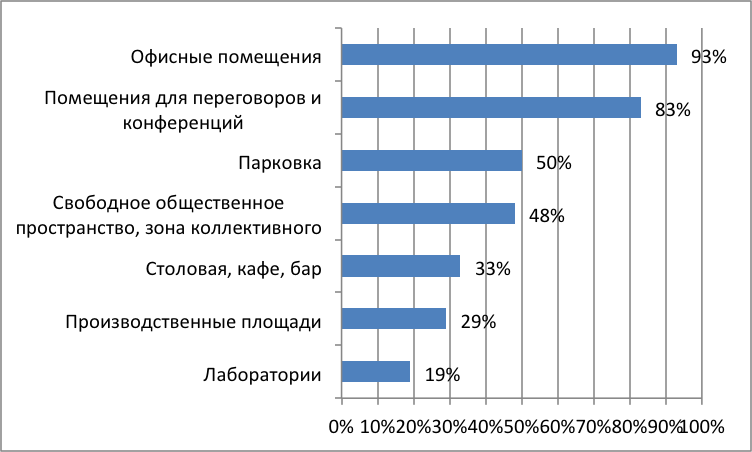 Офисные помещения
93%
Помещения для переговоров и
конференций
83%
Парковка
50%
Свободное общественное
пространство, зона коллективного
48%
Столовая, кафе, бар
33%
Производственные площади
29%
Лаборатории
19%
0% 10% 20% 30% 40% 50% 60% 70% 80% 90% 100%